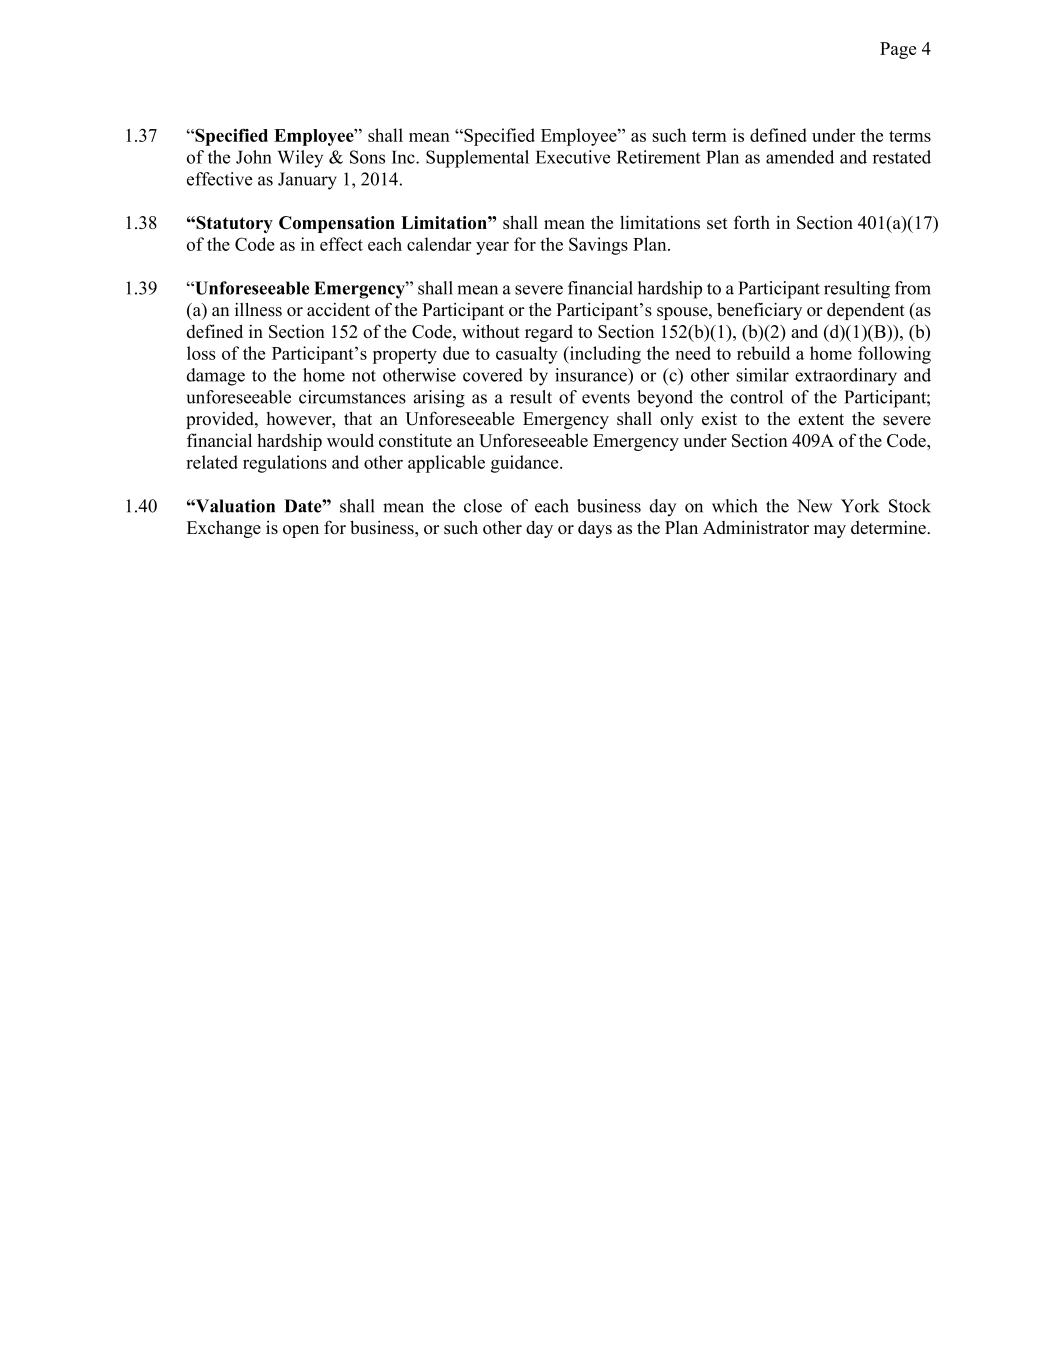 Page 4
1.37 “Specified Employee” shall mean “Specified Employee” as such term is defined under the terms
of the John Wiley & Sons Inc. Supplemental Executive Retirement Plan as amended and restated
effective as January 1, 2014.
1.38 “Statutory Compensation Limitation” shall mean the limitations set forth in Section 401(a)(17)
of the Code as in effect each calendar year for the Savings Plan.
1.39 “Unforeseeable Emergency” shall mean a severe financial hardship to a Participant resulting from
(a) an illness or accident of the Participant or the Participant’s spouse, beneficiary or dependent (as
defined in Section 152 of the Code, without regard to Section 152(b)(1), (b)(2) and (d)(1)(B)), (b)
loss of the Participant’s property due to casualty (including the need to rebuild a home following
damage to the home not otherwise covered by insurance) or (c) other similar extraordinary and
unforeseeable circumstances arising as a result of events beyond the control of the Participant;
provided, however, that an Unforeseeable Emergency shall only exist to the extent the severe
financial hardship would constitute an Unforeseeable Emergency under Section 409A of the Code,
related regulations and other applicable guidance.
1.40 “Valuation Date” shall mean the close of each business day on which the New York Stock
Exchange is open for business, or such other day or days as the Plan Administrator may determine.